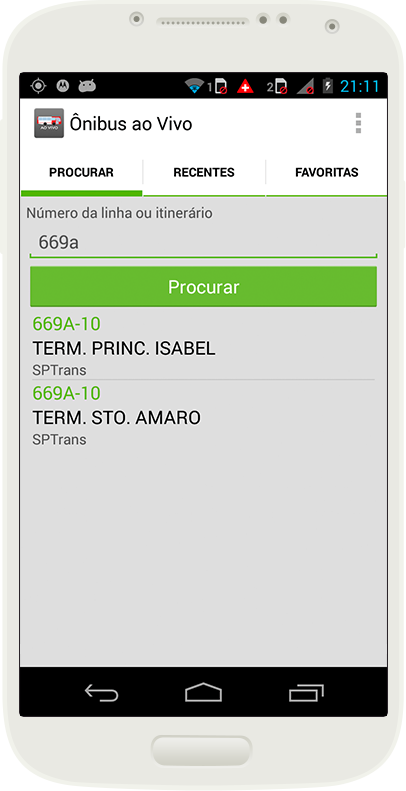 1 2 21:11
AO VIVO
Ônibus ao Vivo
PROCURAR RECENTES FAVORITAS
Número da linha ou itinerário
669a
Procurar
669A-10
TERM. PRINC. ISABEL
SPTrans
669A-10
TERM. STO. AMARO
SPTrans